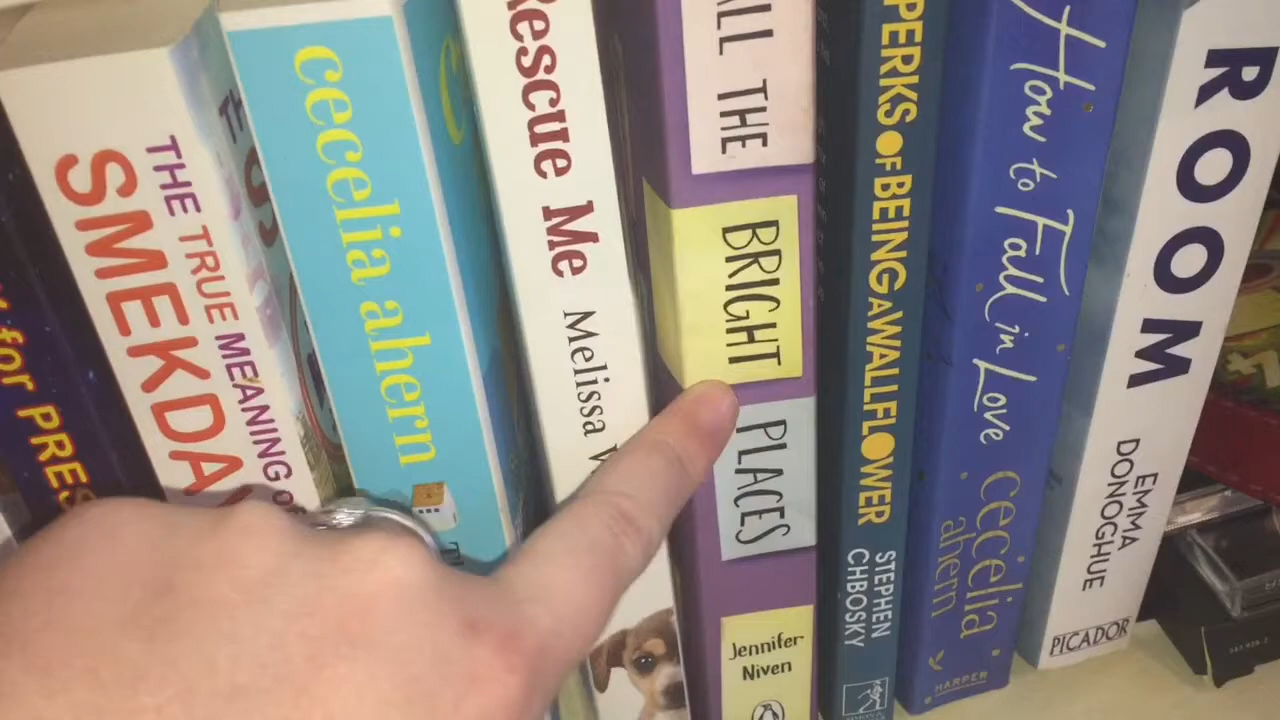 for PRES
THE TRUE MEANING O
SMEKDA
cecelia ahern
Rescue Me Melissa
ALL THE
BRIGHT
PLACES
Jennifer
Niven
PERKS OF BEING A WALLFLOWER
STEPHEN
CHBOSKY
How to Fall in Love
cecelia
ahern
HARPER
ROOM
EMMA
DONOGHUE
PICADOR